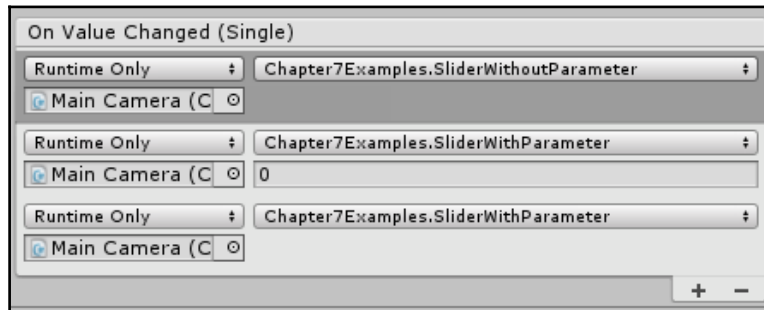 On Value Changed (Single)
Runtime Only Chapter7Examples.SliderWithoutParameter
Main Camera (C
Runtime Only Chapter7Examples.SliderWithParameter
Main Camera (C 0
Runtime Only Chapter7Examples.SliderWithParameter
Main Camera (C
+ −